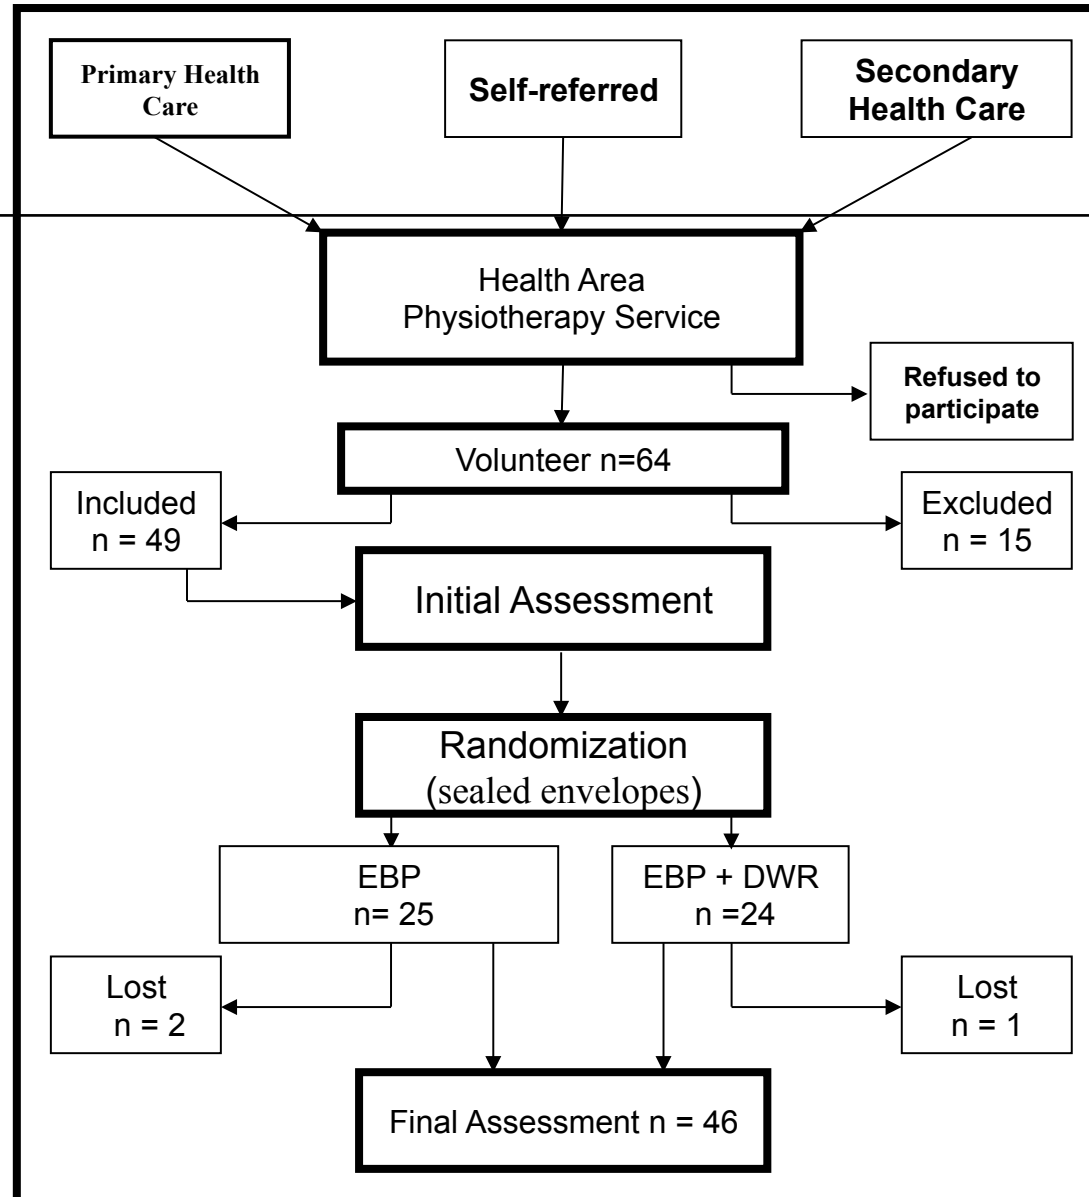 Primary Health
Care
Self-referred
Secondary
Health Care
Health Area
Physiotherapy Service
Refused to
participate
Volunteer n=64
Included
n = 49
Excluded
n = 15
Initial Assessment
Randomization
(sealed envelopes)
EBP
n= 25
EBP + DWR
n =24
Lost
n = 2
Lost
n = 1
Final Assessment n = 46